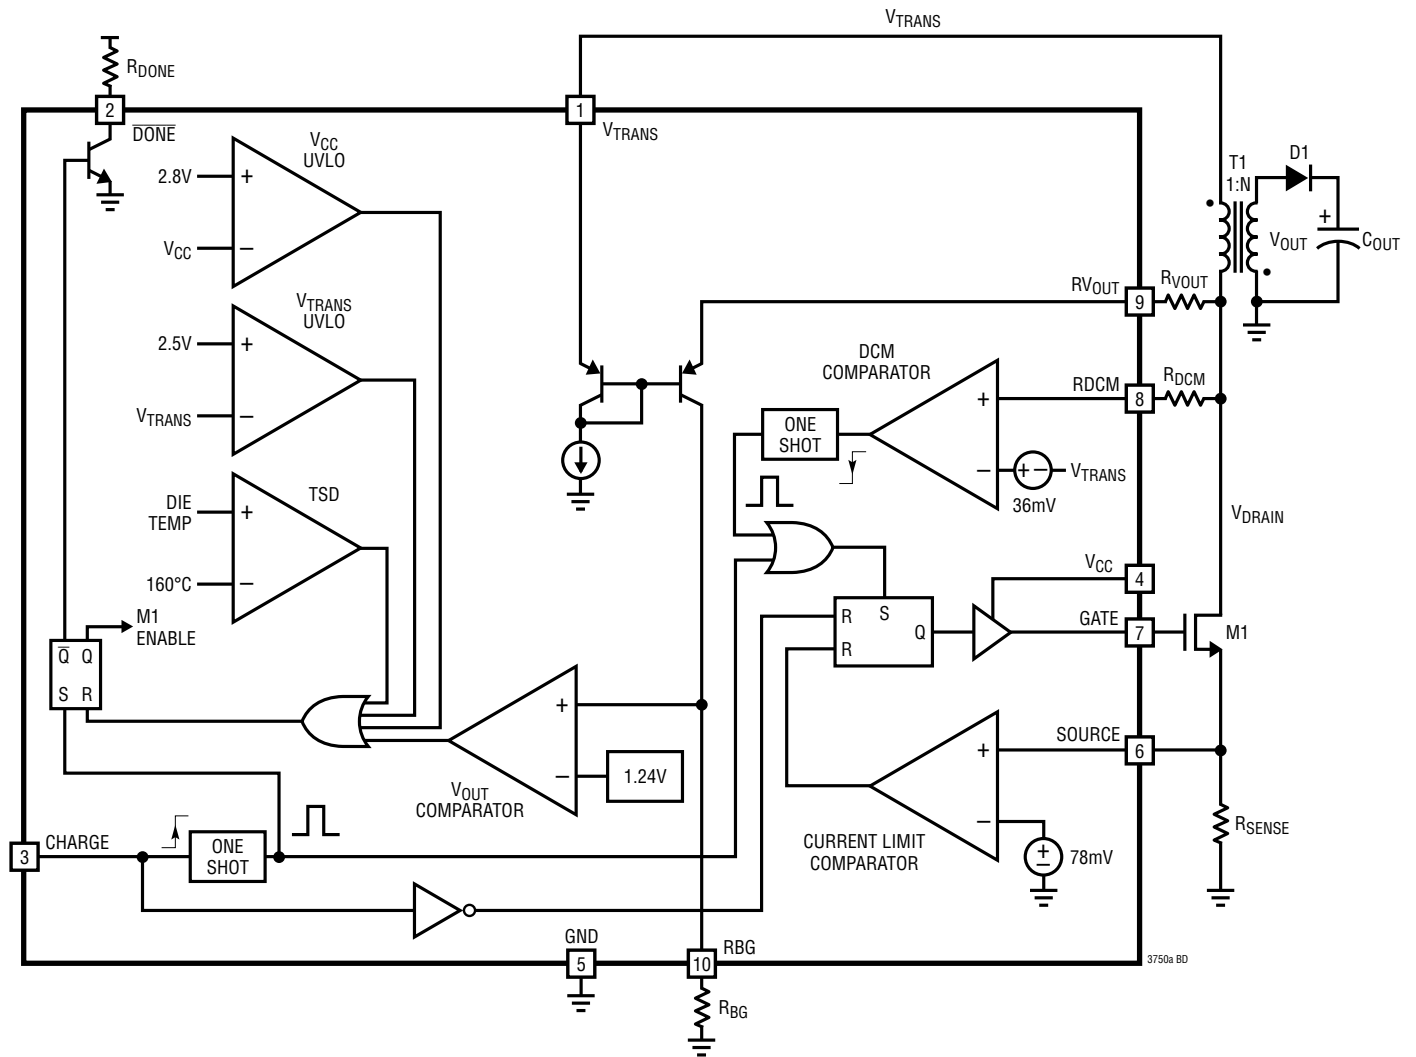 VTRANS
RDONE
2
DONE
1
VTRANS
VCC
UVLO
2.8V
+
VCC
−
VTRANS
UVLO
2.5V
+
VTRANS
−
TSD
DIE
TEMP
+
160°C
−
M1
ENABLE
Q Q
S R
T1
1:N
D1
+
VOUT
COUT
RVOUT
9
RVOUT
DCM
COMPARATOR
+
RDCM
8
RDCM
ONE
SHOT
−
+ −
VTRANS
36mV
VDRAIN
VCC
4
S
R
Q
R
GATE
7
M1
+
−
1.24V
VOUT
COMPARATOR
SOURCE
6
+
−
CURRENT LIMIT
COMPARATOR
+
−
78mV
RSENSE
3
CHARGE
ONE
SHOT
GND
5
RBG
10
RBG
3750a BD